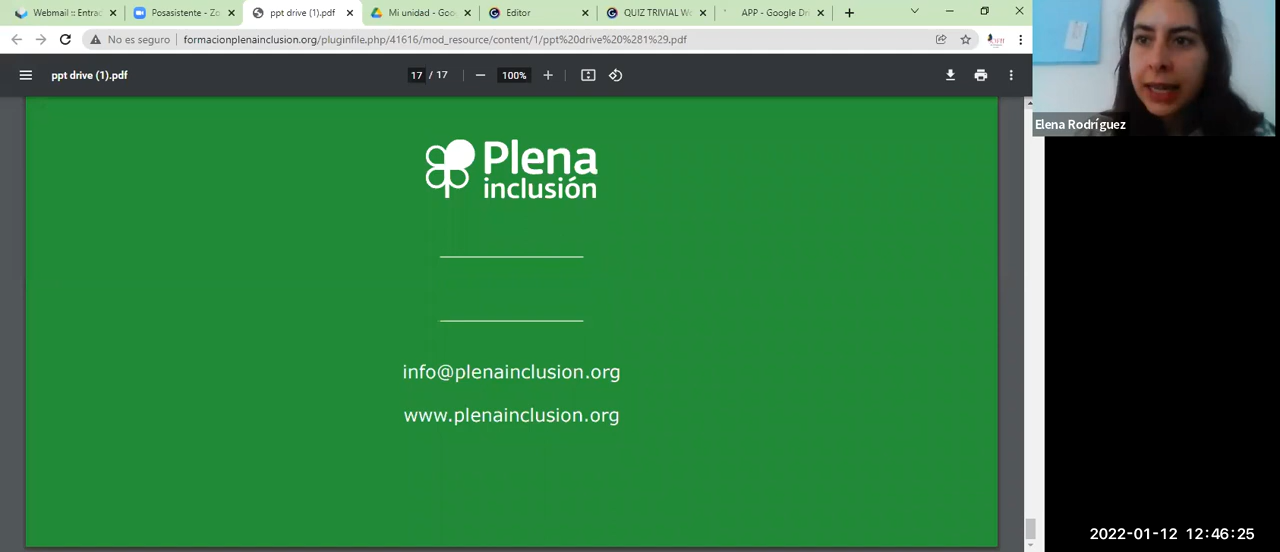 Webmail :: Entrad
Posasistente - Zo
ppt drive (1).pdf
Mi unidad - Goo
Editor
QUIZ TRIVIAL Wo
APP - Google Dri
No es seguro
formacionplenainclusion.org/pluginfile.php/41616/mod_resource/content/1/ppt%20drive%20%281%29.pdf
ppt drive (1).pdf
17 / 17
100%
Elena Rodríguez
Plena
inclusión
info@plenainclusion.org
www.plenainclusion.org
2022-01-12 12:46:25